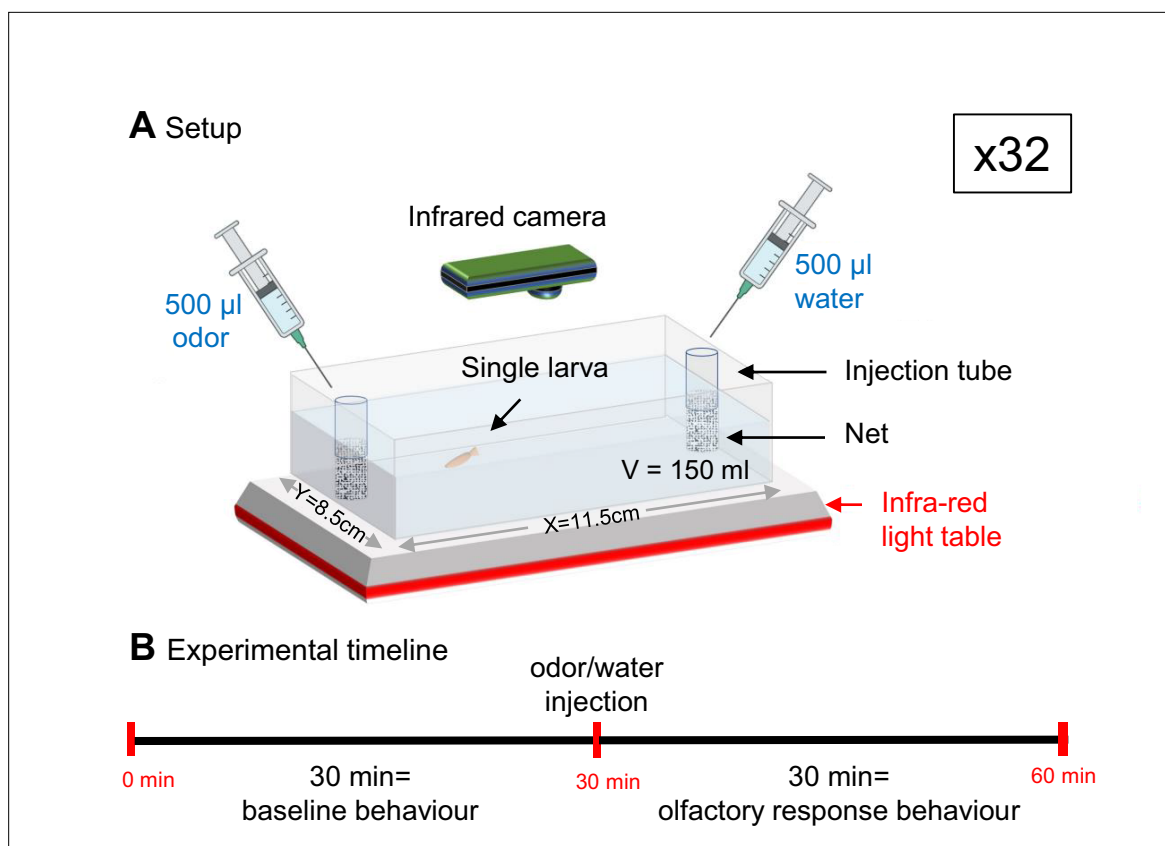 A Setup
x32
Infrared camera
500 µl
odor
500 µl
water
Single larva
Injection tube
Net
V = 150 ml
Y=8.5cm
X=11.5cm
Infra-red
light table
B Experimental timeline
odor/water
injection
0 min
30 min=
baseline behaviour
30 min
30 min=
olfactory response behaviour
60 min